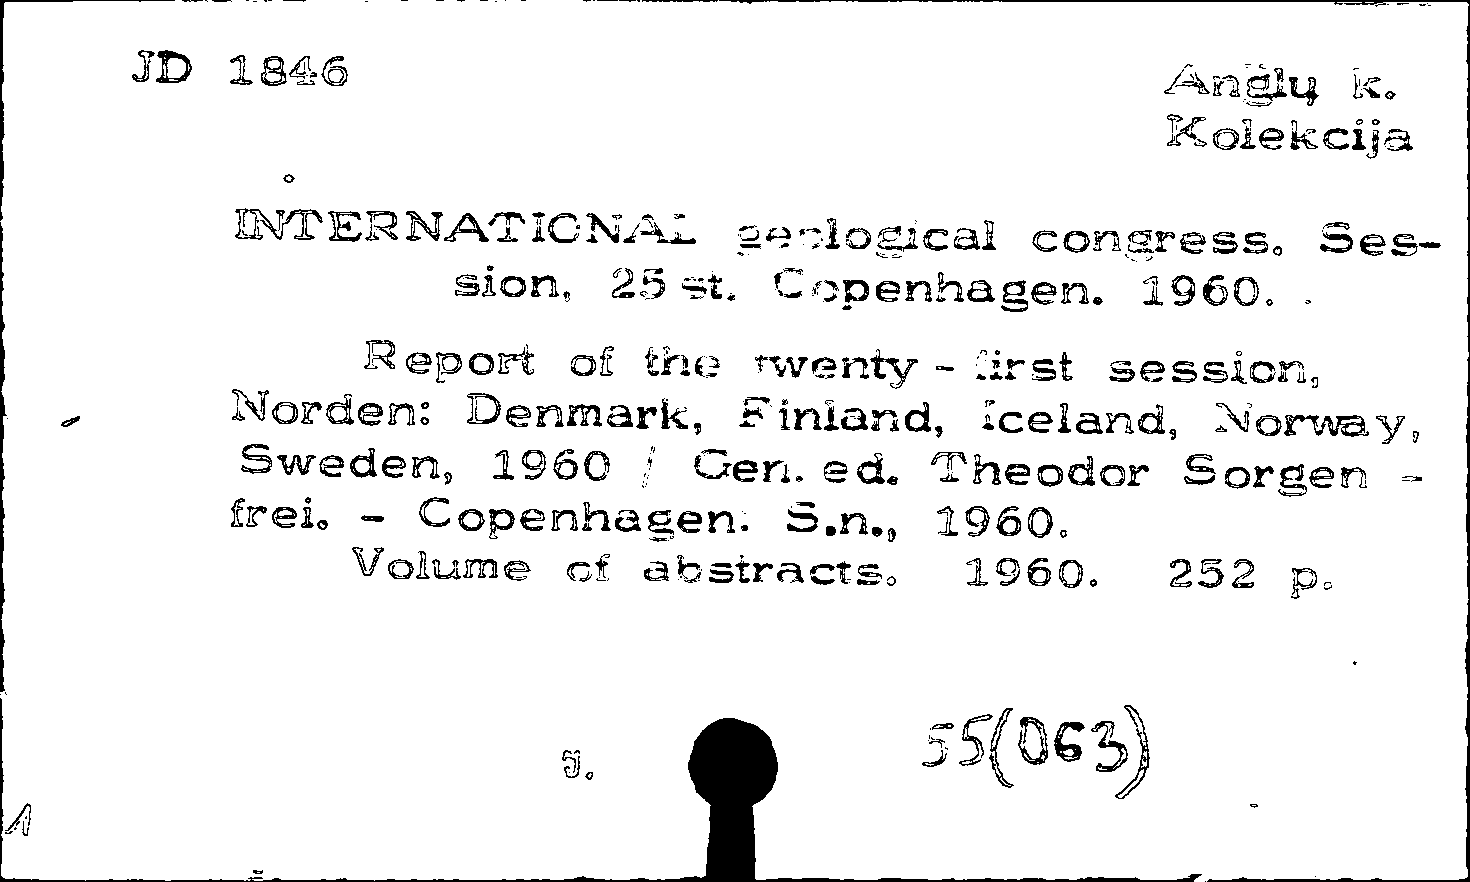 JD 1846
Anglų k.
Kolekcija
INTERNATIONAL geological congress. Ses-
sion, 25 st. Copenhagen. 1960.
Report of the twenty - first session,
Norden: Denmark, Finland, Iceland, Norway,
Sweden, 1960 / Gen. ed. Theodor Sorgen -
frei. - Copenhagen: S.n., 1960.
Volume of abstracts. 1960. 252 p.
55(063)